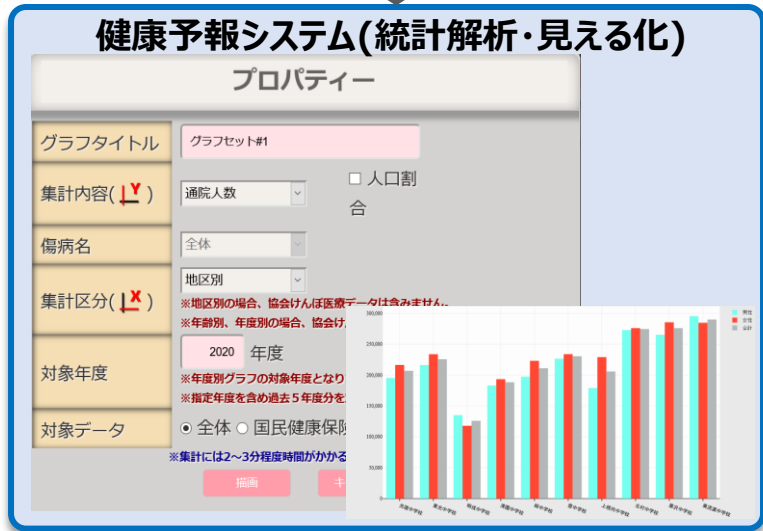 健康予報システム(統計解析・見える化)
プロパティー
グラフタイトル
グラフセット#1
集計内容( Y )
通院人数
□ 人口割
合
傷病名
全体
集計区分( X )
地区別
※地区別の場合、協会けんぽ医療データは含みません。
※年齢別、年度別の場合、協会け
対象年度
2020 年度
※年度別グラフの対象年度となり
※指定年度を含め過去５年度分を
対象データ
全体 国民健康保険
※集計には2～3分程度時間がかかる
描画
キ
300,000
250,000
200,000
150,000
100,000
50,000
0
男性
女性
合計